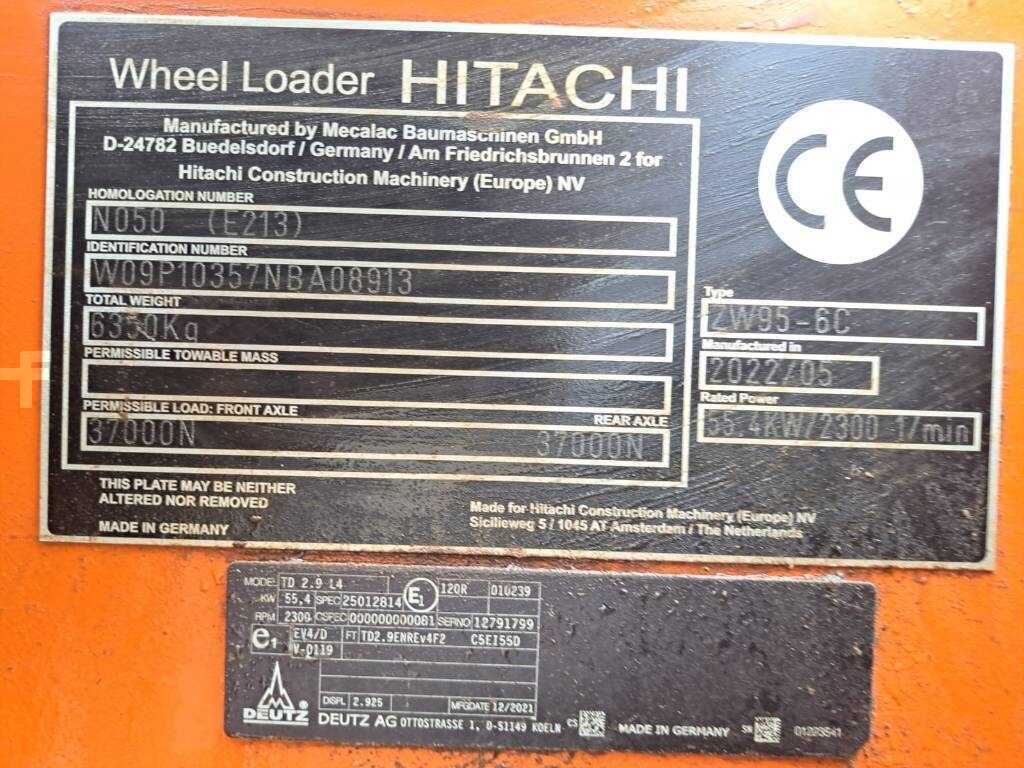 Wheel Loader HITACHI
Manufactured by Mecalac Baumaschinen GmbH
D-24782 Buedelsdorf / Germany / Am Friedrichsbrunnen 2 for
Hitachi Construction Machinery (Europe) NV
HOMOLOGATION NUMBER
N050 (E213)
IDENTIFICATION NUMBER
W09P10357NBA08913
TOTAL WEIGHT
6350Kg
PERMISSIBLE TOWABLE MASS
PERMISSIBLE LOAD: FRONT AXLE REAR AXLE
37000N 37000N
THIS PLATE MAY BE NEITHER
ALTERED NOR REMOVED
MADE IN GERMANY
CE
Type
ZW95-6C
Manufactured in
2022/05
Rated Power
55.4KW/2300 1/min
Made for Hitachi Construction Machinery (Europe) NV
Sicilieweg 5 / 1045 AT Amsterdam / The Netherlands
MODEL TD 2.9 L4 E1 120R 010239
KW 55,4 SPEC 25012814
RPM 2300 CSPEC 000000000081 SERNO 12791799
e1 EV4/D FT TD2.9ENREv4F2 C5EI55D
V-0119
DISPL 2.925 MFGDATE 12/2021
DEUTZ® DEUTZ AG OTTOSTRASSE 1, D-51149 KOELN CS MADE IN GERMANY SN